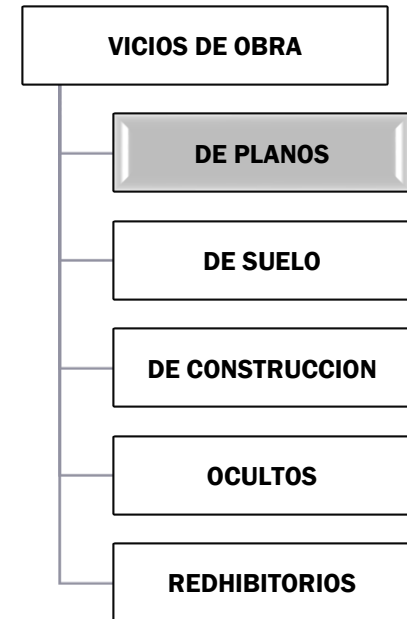 VICIOS DE OBRA
DE PLANOS
DE SUELO
DE CONSTRUCCION
OCULTOS
REDHIBITORIOS